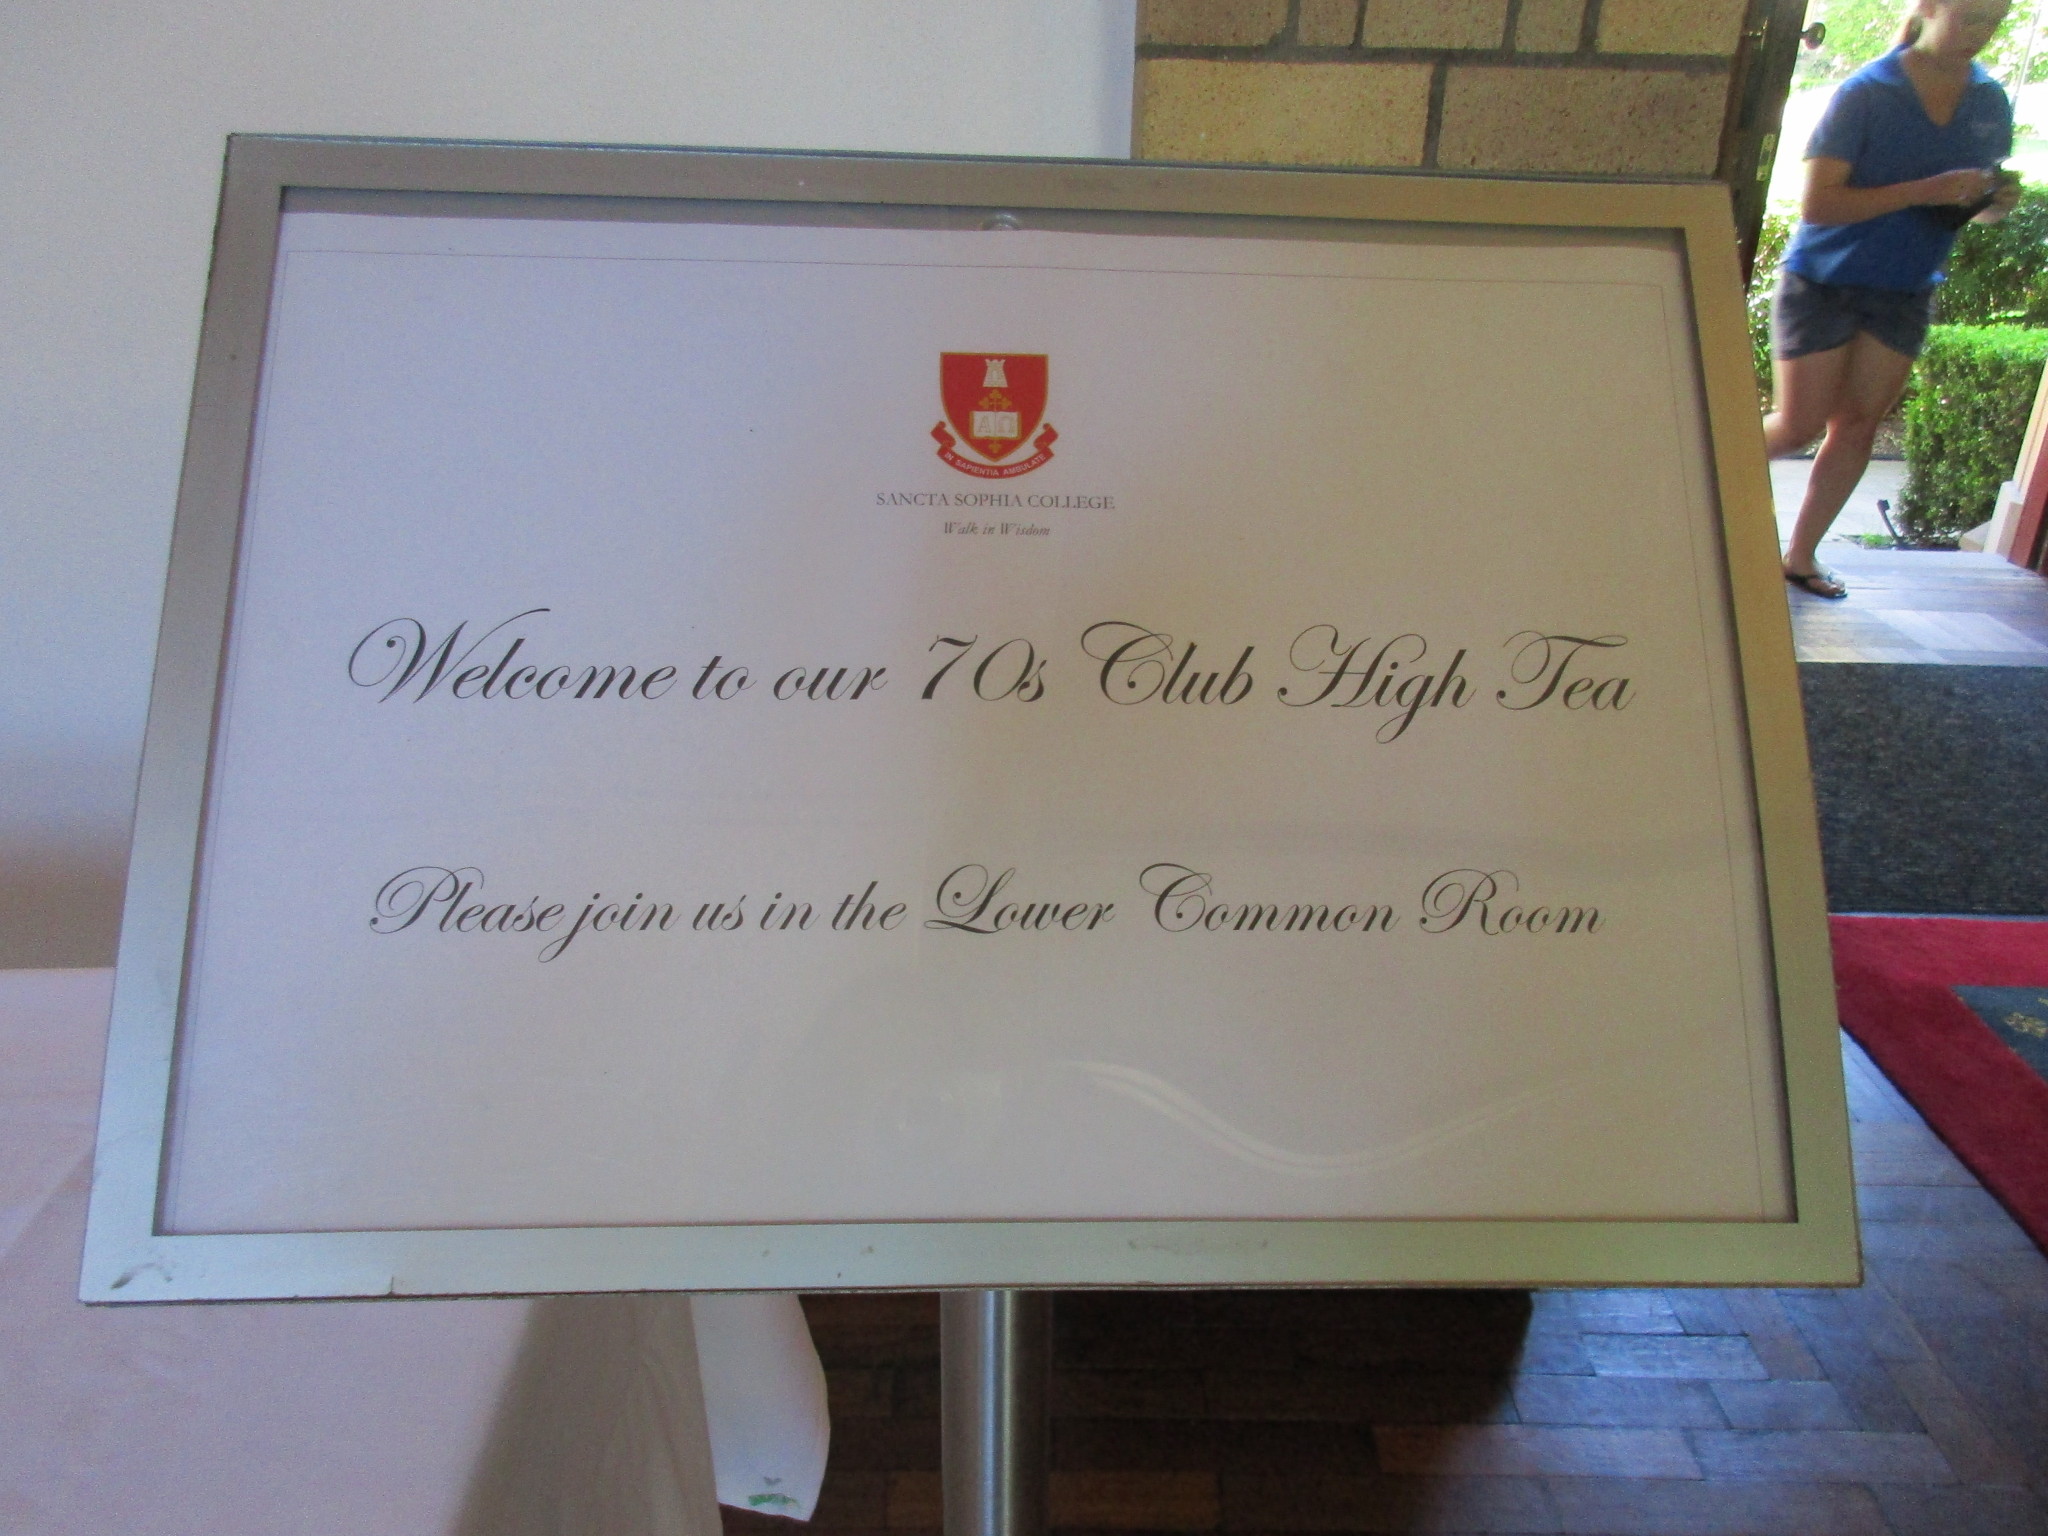 A Ω
IN SAPIENTIA AMBULATE
SANCTA SOPHIA COLLEGE
Walk in Wisdom
Welcome to our 70s Club High Tea
Please join us in the Lower Common Room